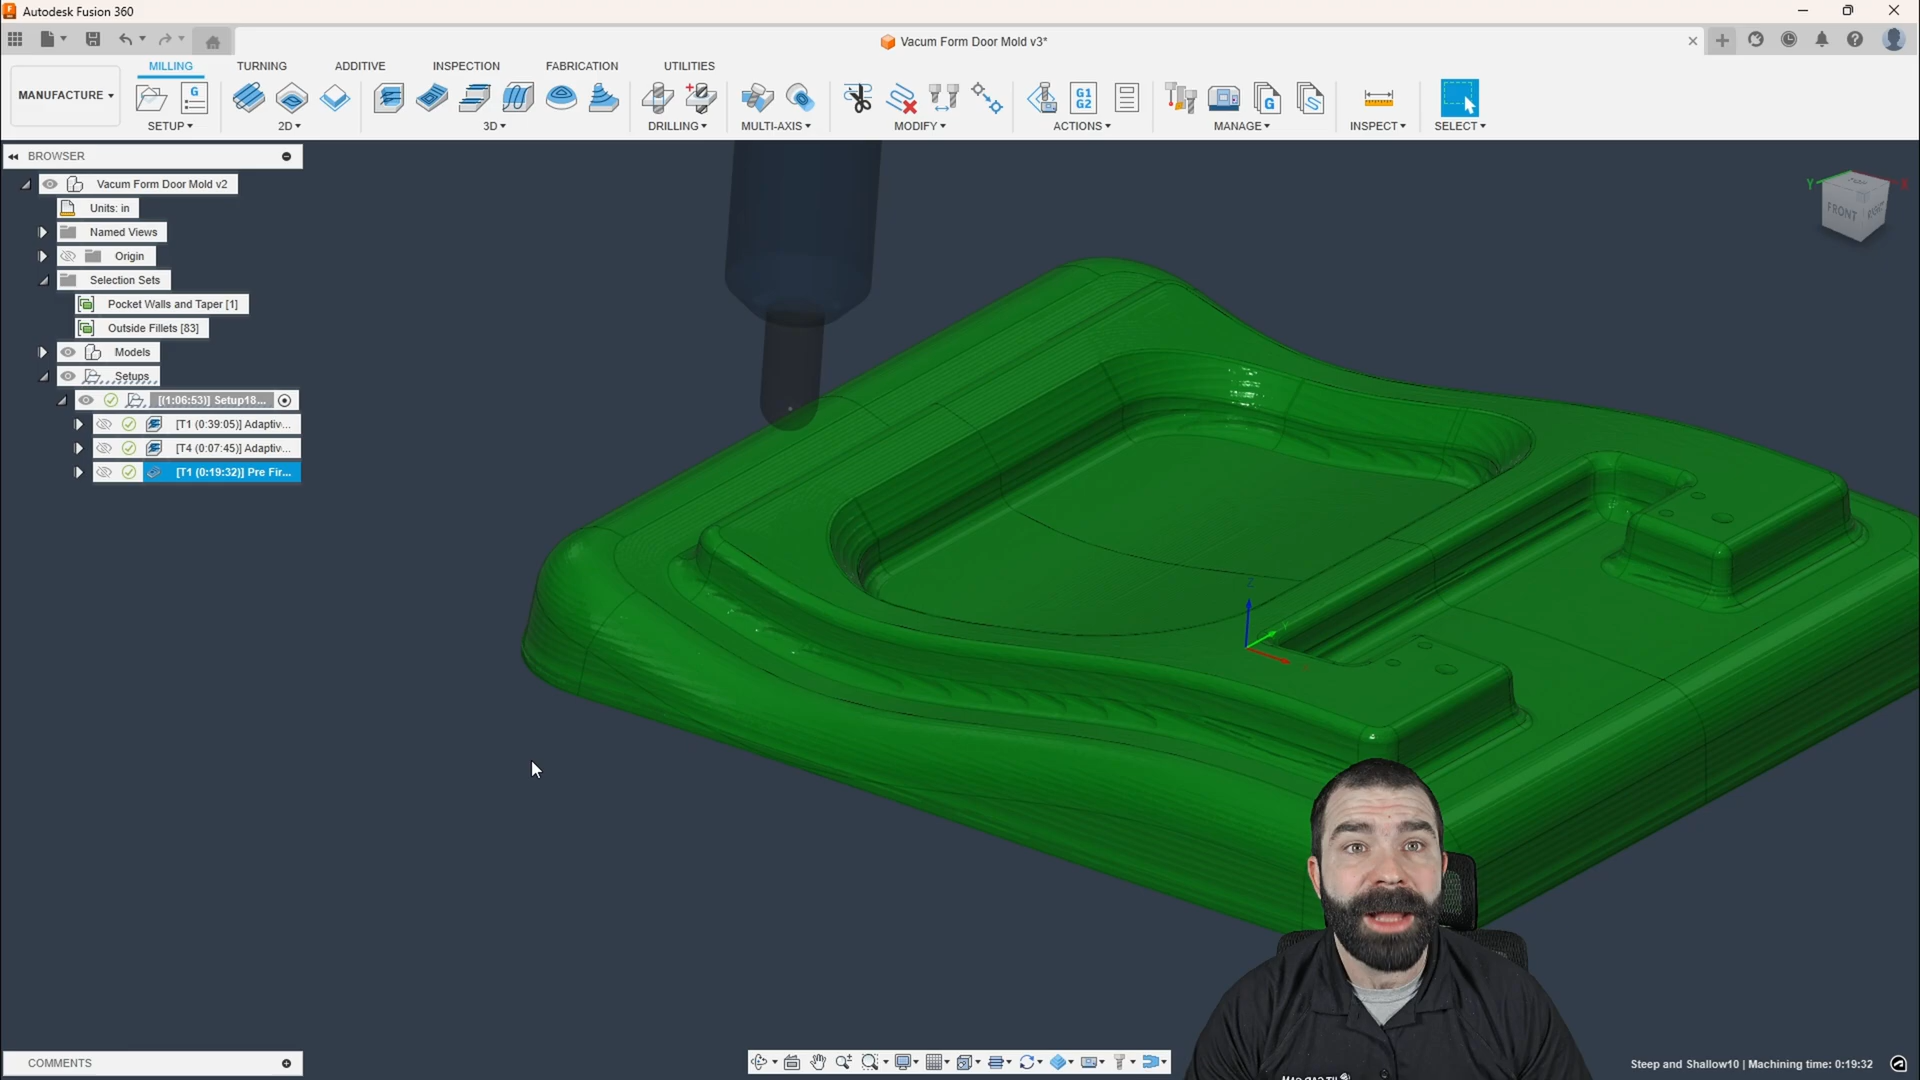 Autodesk Fusion 360
Vacum Form Door Mold v3*
MILLING
TURNING
ADDITIVE
INSPECTION
FABRICATION
UTILITIES
MANUFACTURE
G
G1
G2
G
SETUP
2D
3D
DRILLING
MULTI-AXIS
MODIFY
ACTIONS
MANAGE
INSPECT
SELECT
BROWSER
Vacum Form Door Mold v2
Units: in
Named Views
Origin
Selection Sets
Pocket Walls and Taper [1]
Outside Fillets [83]
Models
Setups
[(1:06:53)] Setup18...
[T1 (0:39:05)] Adaptiv...
[T4 (0:07:45)] Adaptiv...
[T1 (0:19:32)] Pre Fir...
TOP
Y
X
FRONT
RIGHT
Z
COMMENTS
Steep and Shallow10 | Machining time: 0:19:32